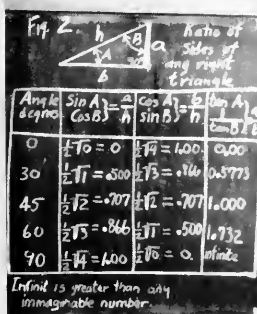 Fig 2.
h
B
A
30°
a
b
Ratio of
sides of
any right
triangle
Angle degrees | Sin A Cos B } = a/h | Cos A sin B } = b/h | tan A 1/tan B }
0 | ½√0 = 0 | ½√4 = 1.00 | 0.00
30 | ½√1 = .500 | ½√3 = .866 | 0.5773
45 | ½√2 = .707 | ½√2 = .707 | 1.000
60 | ½√3 = .866 | ½√1 = .500 | 1.732
90 | ½√4 = 1.00 | ½√0 = 0. | infinite
Infinit is greater than any
immaginable number.